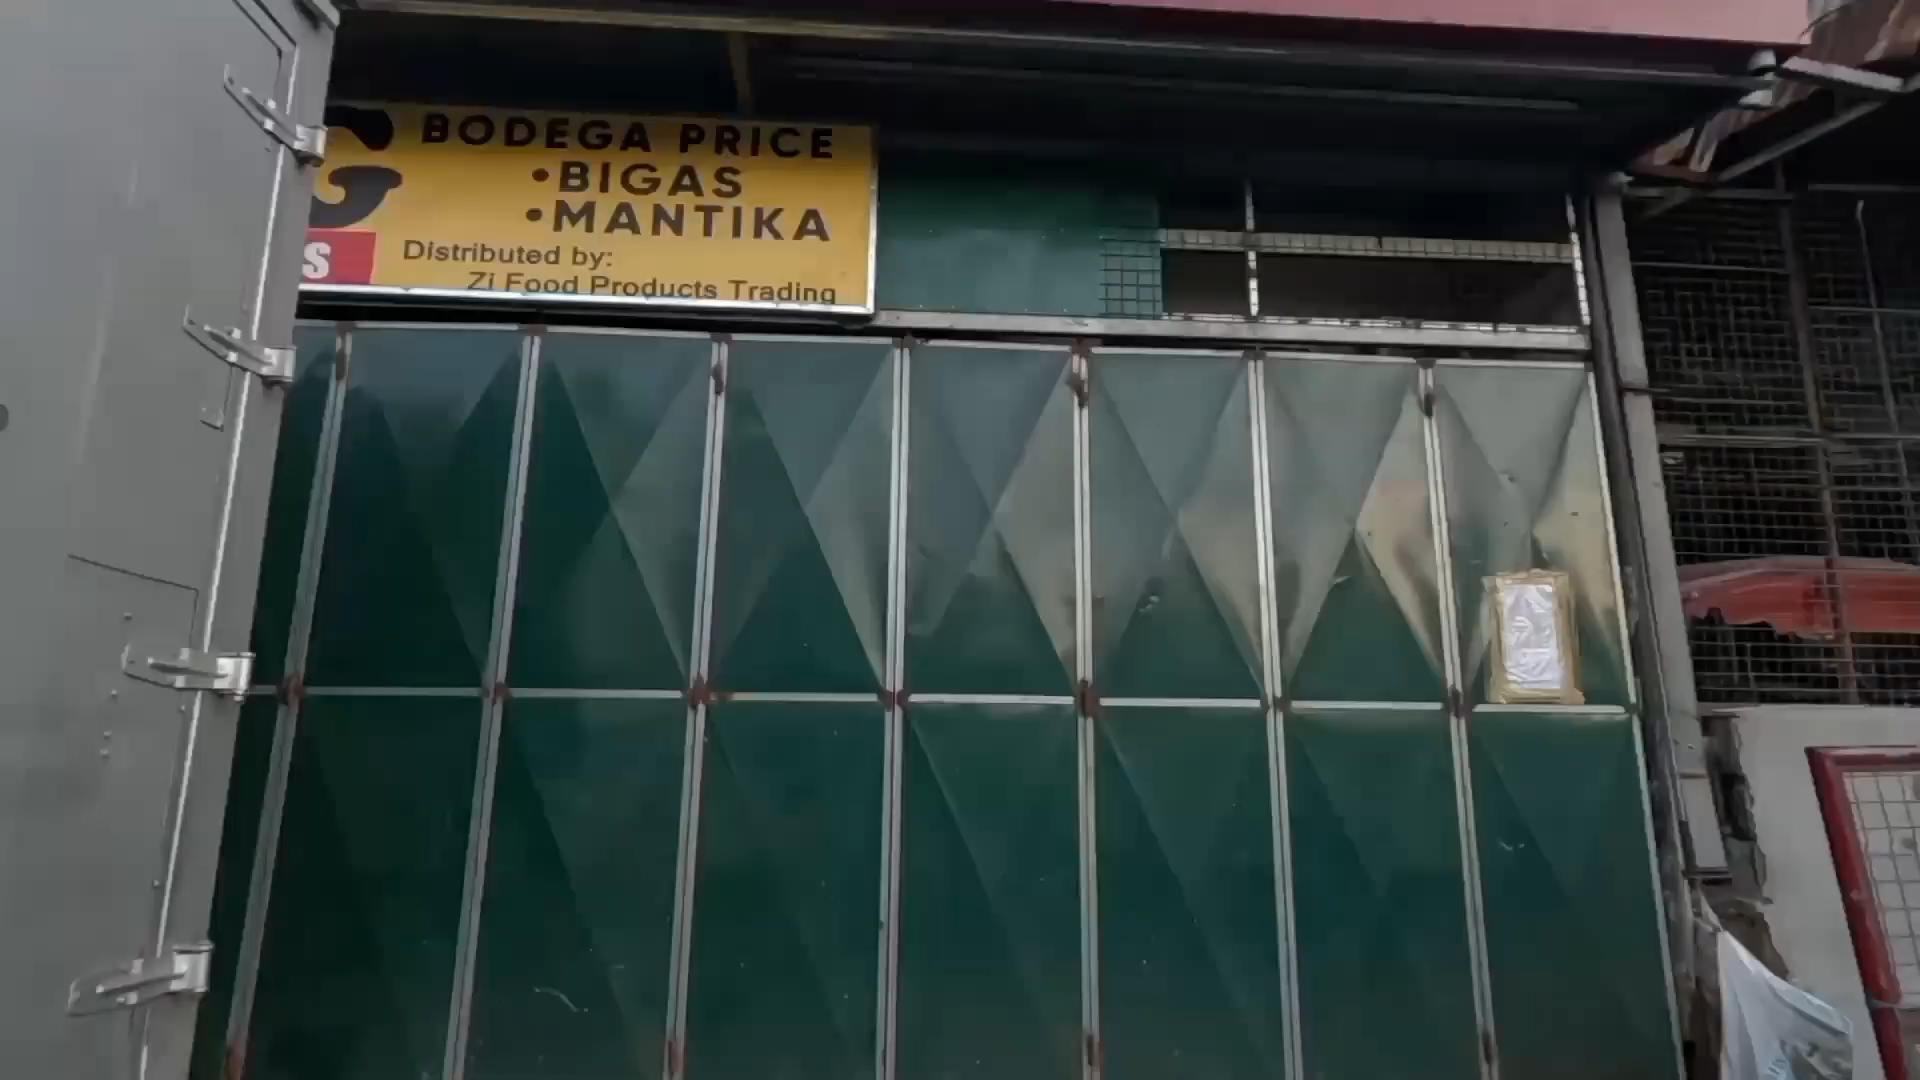 BODEGA PRICE
•BIGAS
•MANTIKA
S
Distributed by:
Zi Food Products Trading